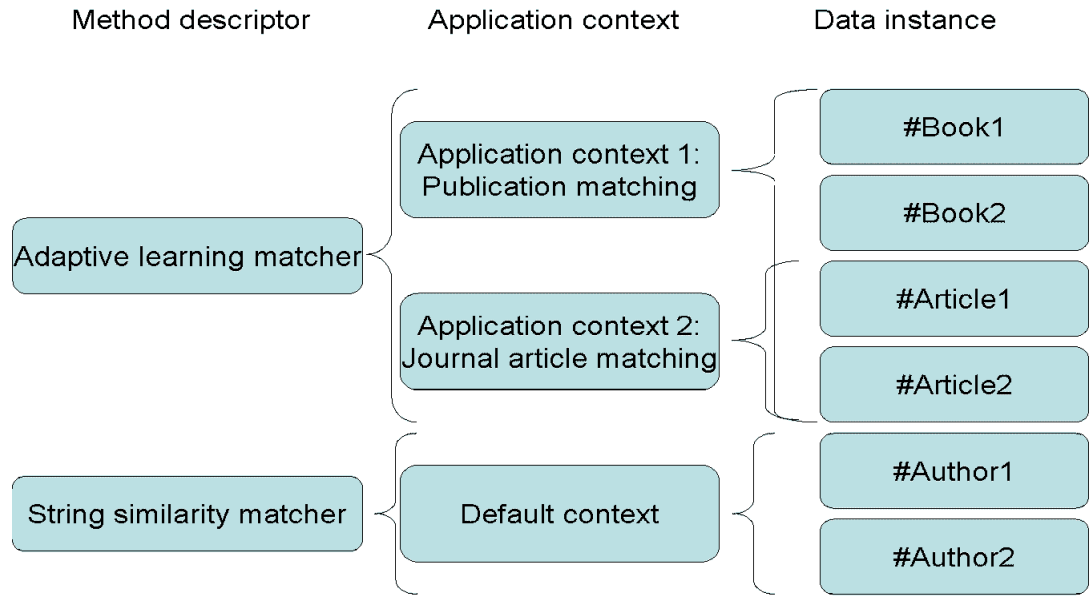 Method descriptor
Application context
Data instance
Adaptive learning matcher
Application context 1:
Publication matching
#Book1
#Book2
Application context 2:
Journal article matching
#Article1
#Article2
String similarity matcher
Default context
#Author1
#Author2